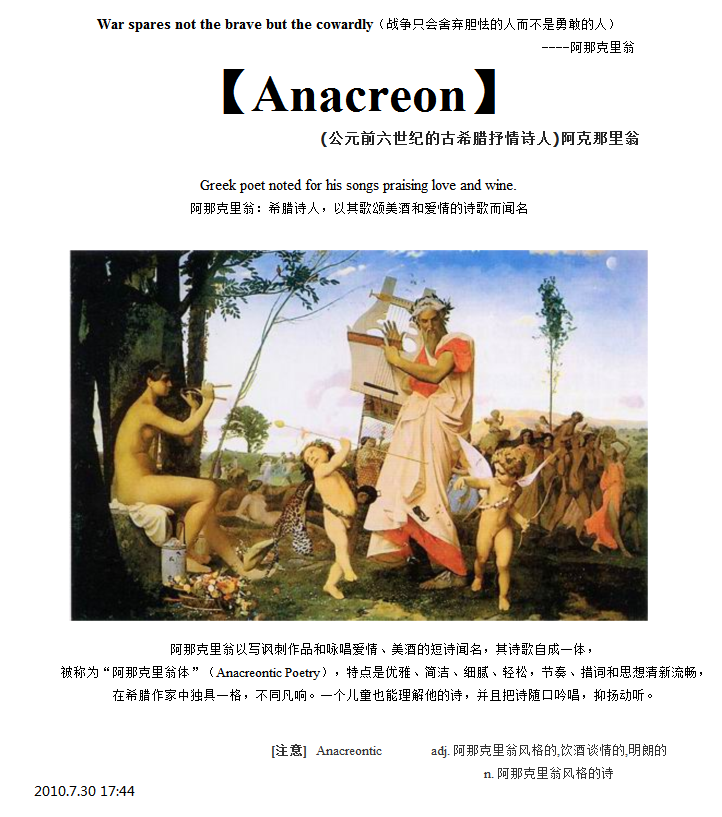 War spares not the brave but the cowardly（战争只会舍弃胆怯的人而不是勇敢的人）
----阿那克里翁
【Anacreon】
(公元前六世纪的古希腊抒情诗人)阿克那里翁
Greek poet noted for his songs praising love and wine.
阿那克里翁：希腊诗人，以其歌颂美酒和爱情的诗歌而闻名
阿那克里翁以写讽刺作品和咏唱爱情、美酒的短诗闻名，其诗歌自成一体，
被称为“阿那克里翁体”（Anacreontic Poetry），特点是优雅、简洁、细腻、轻松，节奏、措词和思想清新流畅，
在希腊作家中独具一格，不同凡响。一个儿童也能理解他的诗，并且把诗随口吟唱，抑扬动听。
[注意] Anacreontic adj. 阿那克里翁风格的,饮酒谈情的,明朗的
n. 阿那克里翁风格的诗
2010.7.30 17:44